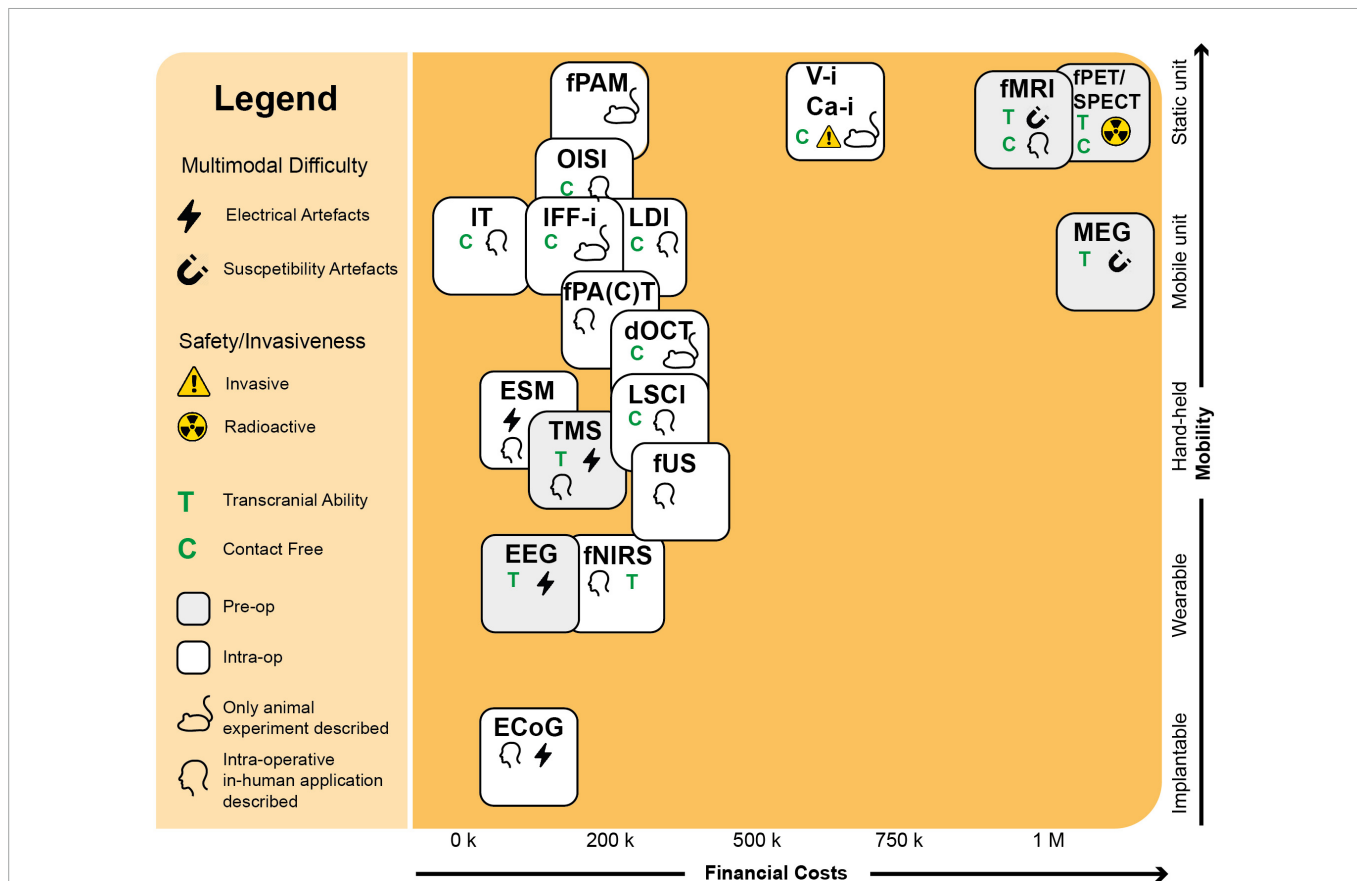 Legend
Multimodal Difficulty
Electrical Artefacts
Suscpetibility Artefacts
Safety/Invasiveness
Invasive
Radioactive
T Transcranial Ability
C Contact Free
Pre-op
Intra-op
Only animal
experiment described
Intra-operative
in-human application
described
fPAM
V-i
Ca-i
C
fMRI
T
C
fPET/
SPECT
T
C
OISI
C
IT
C
IFF-i
C
LDI
C
MEG
T
fPA(C)T
dOCT
C
ESM
LSCI
C
TMS
T
fUS
EEG
T
fNIRS
T
ECoG
Static unit
Mobile unit
Hand-held
Wearable
Implantable
Mobility
0 k
200 k
500 k
750 k
1 M
Financial Costs